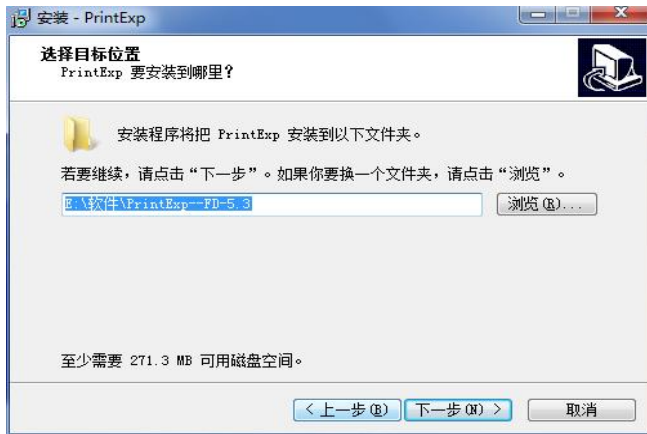 安装 - PrintExp
选择目标位置
PrintExp 要安装到哪里?
安装程序将把 PrintExp 安装到以下文件夹。
若要继续,请点击“下一步”。如果你要换一个文件夹,请点击“浏览”。
E:\软件\PrintExp--FD-5.3
浏览(R)...
至少需要 271.3 MB 可用磁盘空间。
< 上一步(B) 下一步(N) > 取消